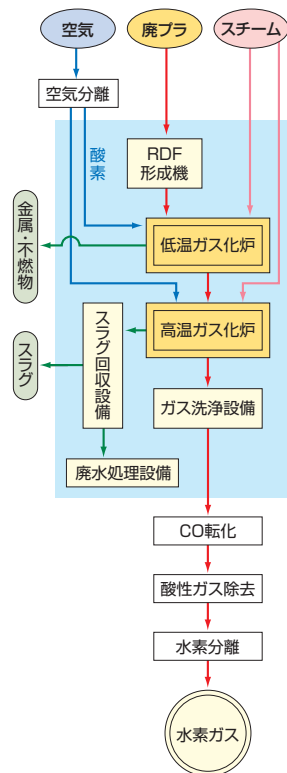 空気
廃プラ
スチーム
空気分離
酸素
RDF
形成機
金属・不燃物
低温ガス化炉
高温ガス化炉
スラグ回収設備
スラグ
ガス洗浄設備
廃水処理設備
CO転化
酸性ガス除去
水素分離
水素ガス